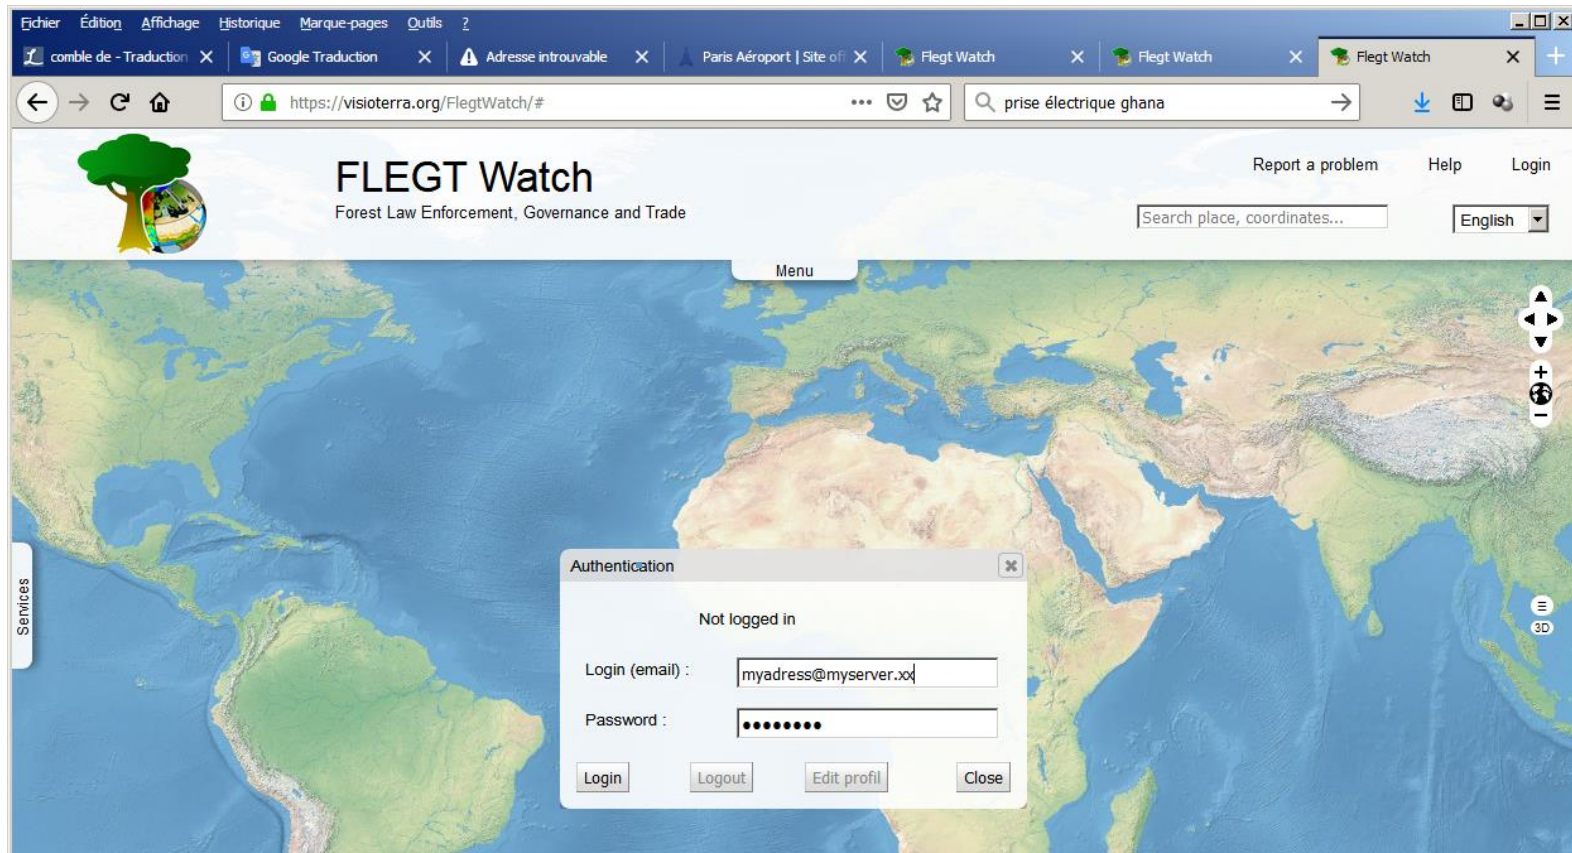 Fichier Édition Affichage Historique Marque-pages Outils ?
comble de - Traduction Google Traduction Adresse introuvable Paris Aéroport | Site of Flegt Watch Flegt Watch Flegt Watch
https://visioterra.org/FlegtWatch/# prise électrique ghana
FLEGT Watch
Forest Law Enforcement, Governance and Trade
Report a problem Help Login
Search place, coordinates... English
Menu
Services
3D
Authentication
Not logged in
Login (email) : myadress@myserver.xx
Password : ●●●●●●●●
Login Logout Edit profil Close